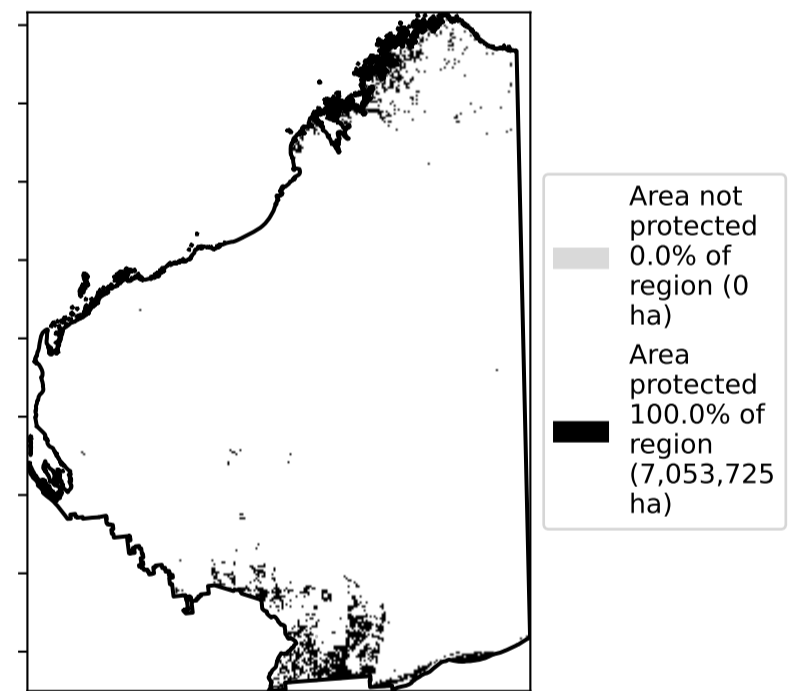 Area not
protected
0.0% of
region (0
ha)
Area
protected
100.0% of
region
(7,053,725
ha)